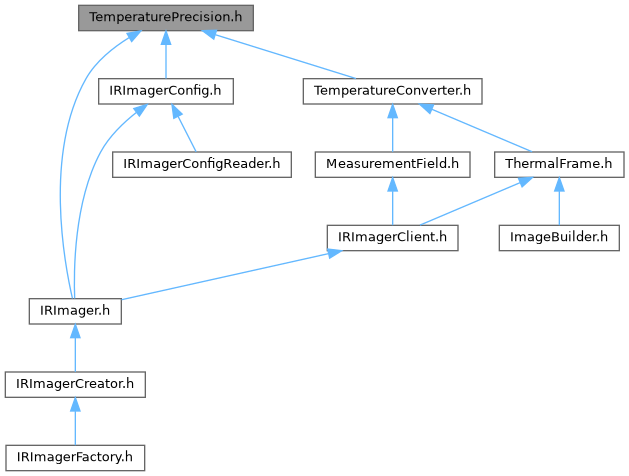 TemperaturePrecision.h
IRImagerConfig.h
TemperatureConverter.h
IRImagerConfigReader.h
MeasurementField.h
ThermalFrame.h
IRImagerClient.h
ImageBuilder.h
IRImager.h
IRImagerCreator.h
IRImagerFactory.h